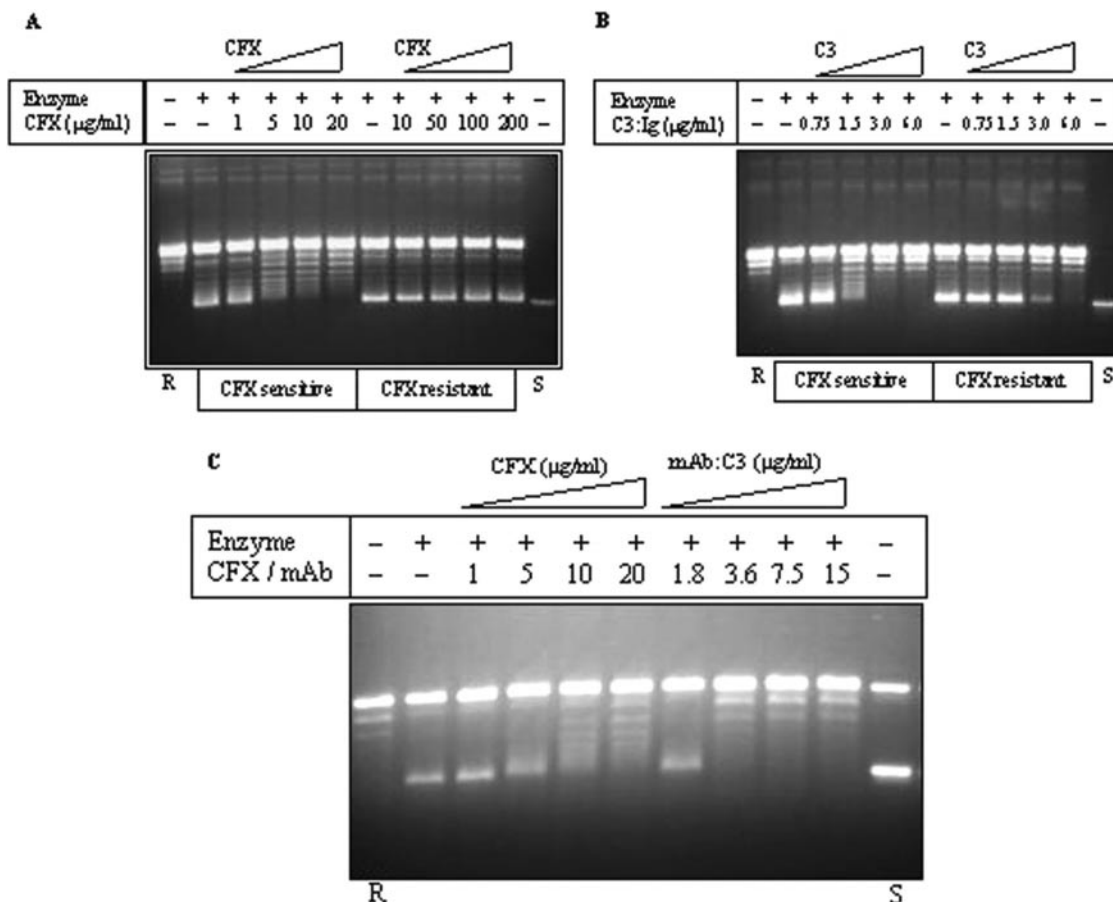 A
CFX CFX
Enzyme – + + + + + + + + + + –
CFX (µg/ml) – – 1 5 10 20 – 10 50 100 200 –
R CFX sensitive CFX resistant S
B
C3 C3
Enzyme – + + + + + + + + + + –
C3:Ig (µg/ml) – – 0.75 1.5 3.0 6.0 – 0.75 1.5 3.0 6.0 –
R CFX sensitive CFX resistant S
C
CFX (µg/ml) mAb:C3 (µg/ml)
Enzyme – + + + + + + + + + –
CFX / mAb – – 1 5 10 20 1.8 3.6 7.5 15 –
R S